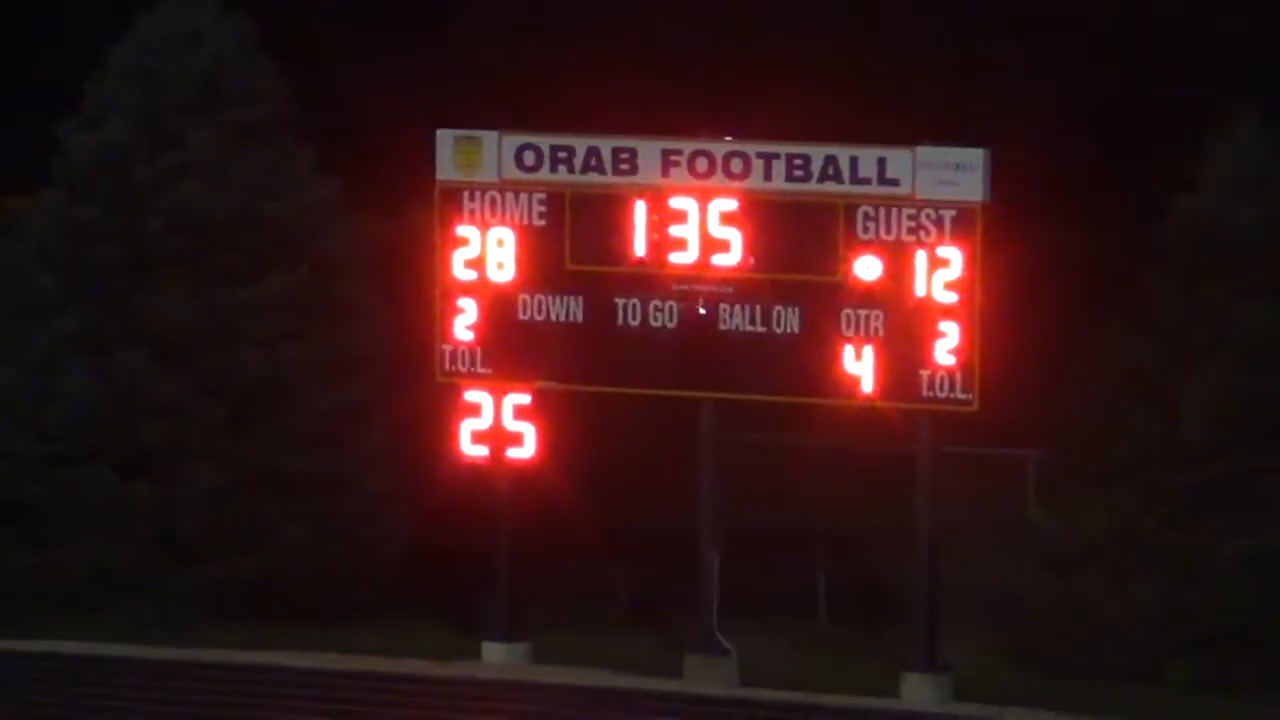 ORAB FOOTBALL
HOME 1:35 GUEST
28 12
2 DOWN TO GO BALL ON QTR 2
T.O.L. 4 T.O.L.
25